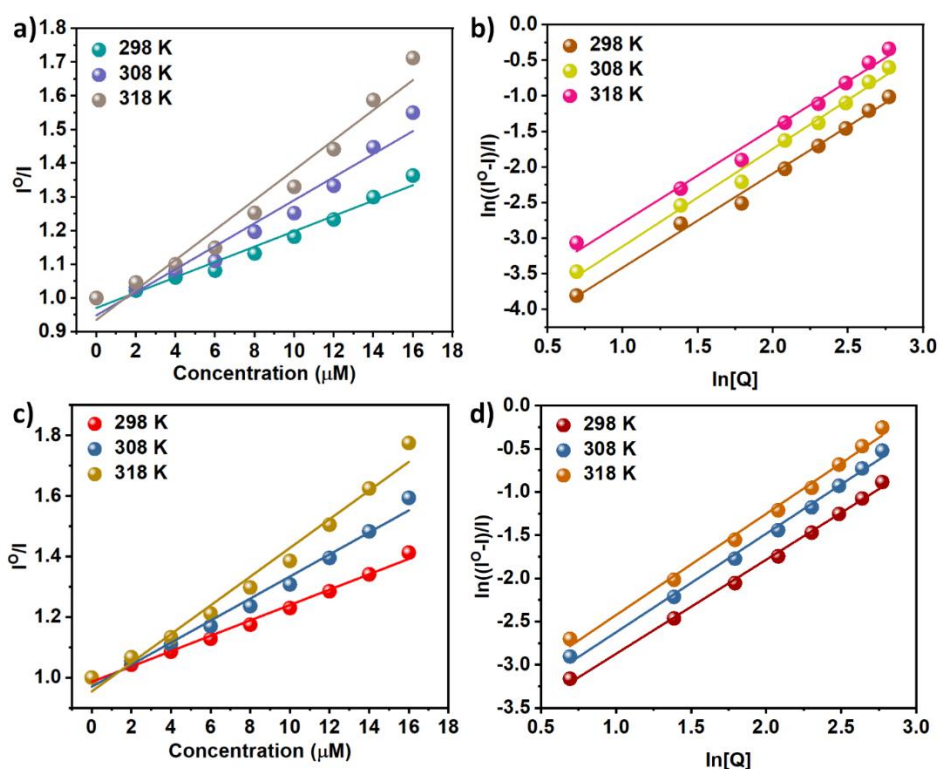 a)
298 K
308 K
318 K
1.8
1.7
1.6
1.5
1.4
1.3
1.2
1.1
1.0
0.9
I⁰/I
0 2 4 6 8 10 12 14 16 18
Concentration (μM)
b)
298 K
308 K
318 K
0.0
-0.5
-1.0
-1.5
-2.0
-2.5
-3.0
-3.5
-4.0
ln((I⁰-I)/I)
0.5 1.0 1.5 2.0 2.5 3.0
ln[Q]
c)
298 K
308 K
318 K
1.8
1.6
1.4
1.2
1.0
I⁰/I
0 2 4 6 8 10 12 14 16 18
Concentration (μM)
d)
298 K
308 K
318 K
0.0
-0.5
-1.0
-1.5
-2.0
-2.5
-3.0
-3.5
ln((I⁰-I)/I)
0.5 1.0 1.5 2.0 2.5 3.0
ln[Q]